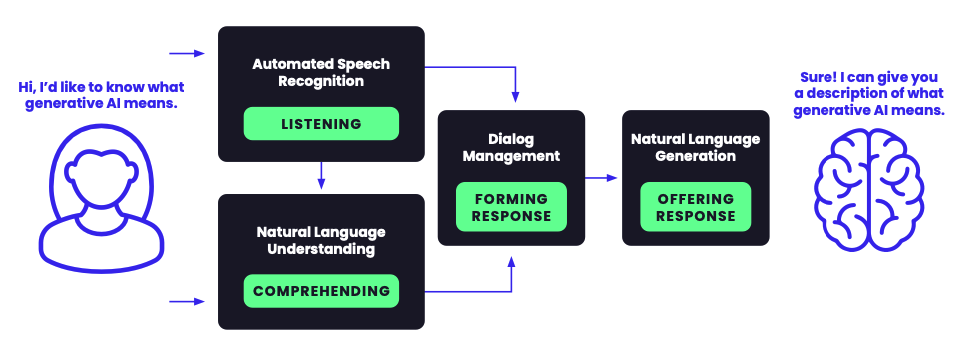 Hi, I'd like to know what
generative AI means.
Automated Speech
Recognition
LISTENING
Natural Language
Understanding
COMPREHENDING
Dialog
Management
FORMING
RESPONSE
Natural Language
Generation
OFFERING
RESPONSE
Sure! I can give you
a description of what
generative AI means.